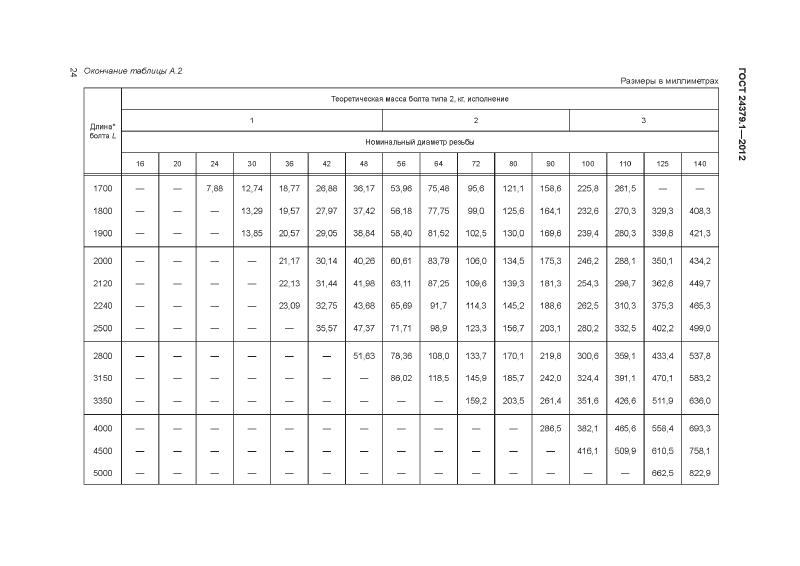 24
Окончание таблицы А.2
ГОСТ 24379.1—2012
Размеры в миллиметрах
Длина* болта L
Теоретическая масса болта типа 2, кг, исполнение
1 2 3
Номинальный диаметр резьбы
16 20 24 30 36 42 48 56 64 72 80 90 100 110 125 140
1700 — — 7,88 12,74 18,77 26,88 36,17 53,96 75,48 95,6 121,1 158,6 225,8 261,5 — —
1800 — — — 13,29 19,57 27,97 37,42 56,18 77,75 99,0 125,6 164,1 232,6 270,3 329,3 408,3
1900 — — — 13,85 20,57 29,05 38,84 58,40 81,52 102,5 130,0 169,6 239,4 280,3 339,8 421,3
2000 — — — — 21,17 30,14 40,26 60,61 83,79 106,0 134,5 175,3 246,2 288,1 350,1 434,2
2120 — — — — 22,13 31,44 41,98 63,11 87,25 109,6 139,3 181,3 254,3 298,7 362,6 449,7
2240 — — — — 23,09 32,75 43,68 65,69 91,7 114,3 145,2 188,6 262,5 310,3 375,3 465,3
2500 — — — — — 35,57 47,37 71,71 98,9 123,3 156,7 203,1 280,2 332,5 402,2 499,0
2800 — — — — — — 51,63 78,36 108,0 133,7 170,1 219,8 300,6 359,1 433,4 537,8
3150 — — — — — — — 86,02 118,5 145,9 185,7 242,0 324,4 391,1 470,1 583,2
3350 — — — — — — — — — 159,2 203,5 261,4 351,6 426,6 511,9 636,0
4000 — — — — — — — — — — — 286,5 382,1 465,6 558,4 693,3
4500 — — — — — — — — — — — — 416,1 509,9 610,5 758,1
5000 — — — — — — — — — — — — — — 662,5 822,9